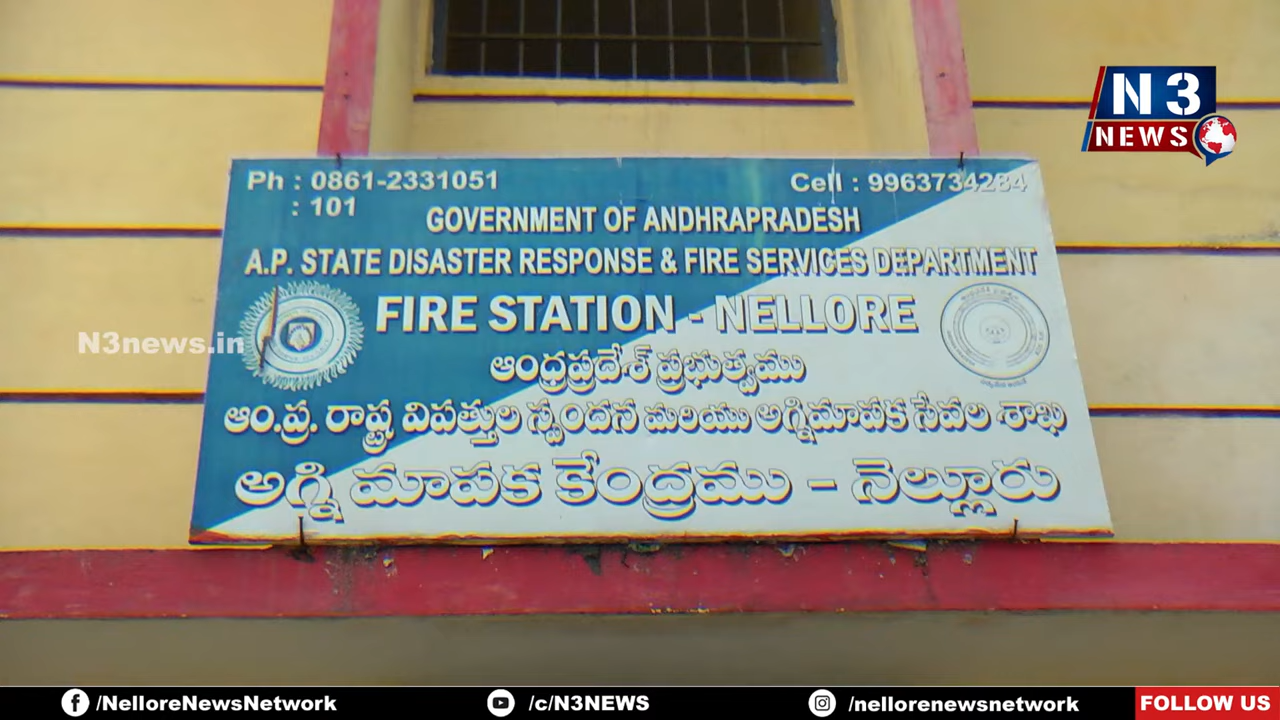 N3
NEWS
Ph : 0861-2331051
: 101
Cell : 9963734284
GOVERNMENT OF ANDHRAPRADESH
A.P. STATE DISASTER RESPONSE & FIRE SERVICES DEPARTMENT
FIRE STATION - NELLORE
N3news.in
ఆంధ్రప్రదేశ్ ప్రభుత్వము
ఆం.ప్ర. రాష్ట్ర విపత్తుల స్పందన మరియు అగ్నిమాపక సేవల శాఖ
అగ్ని మాపక కేంద్రము - నెల్లూరు
/NelloreNewsNetwork
/c/N3NEWS
/nellorenewsnetwork
FOLLOW US